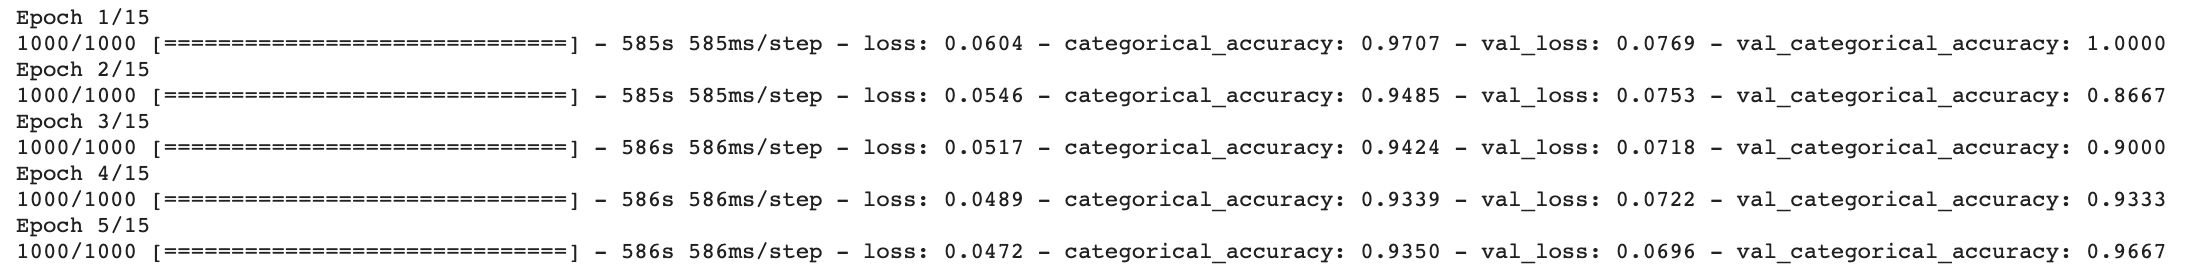 Epoch 1/15
1000/1000 [==============================] - 585s 585ms/step - loss: 0.0604 - categorical_accuracy: 0.9707 - val_loss: 0.0769 - val_categorical_accuracy: 1.0000
Epoch 2/15
1000/1000 [==============================] - 585s 585ms/step - loss: 0.0546 - categorical_accuracy: 0.9485 - val_loss: 0.0753 - val_categorical_accuracy: 0.8667
Epoch 3/15
1000/1000 [==============================] - 586s 586ms/step - loss: 0.0517 - categorical_accuracy: 0.9424 - val_loss: 0.0718 - val_categorical_accuracy: 0.9000
Epoch 4/15
1000/1000 [==============================] - 586s 586ms/step - loss: 0.0489 - categorical_accuracy: 0.9339 - val_loss: 0.0722 - val_categorical_accuracy: 0.9333
Epoch 5/15
1000/1000 [==============================] - 586s 586ms/step - loss: 0.0472 - categorical_accuracy: 0.9350 - val_loss: 0.0696 - val_categorical_accuracy: 0.9667